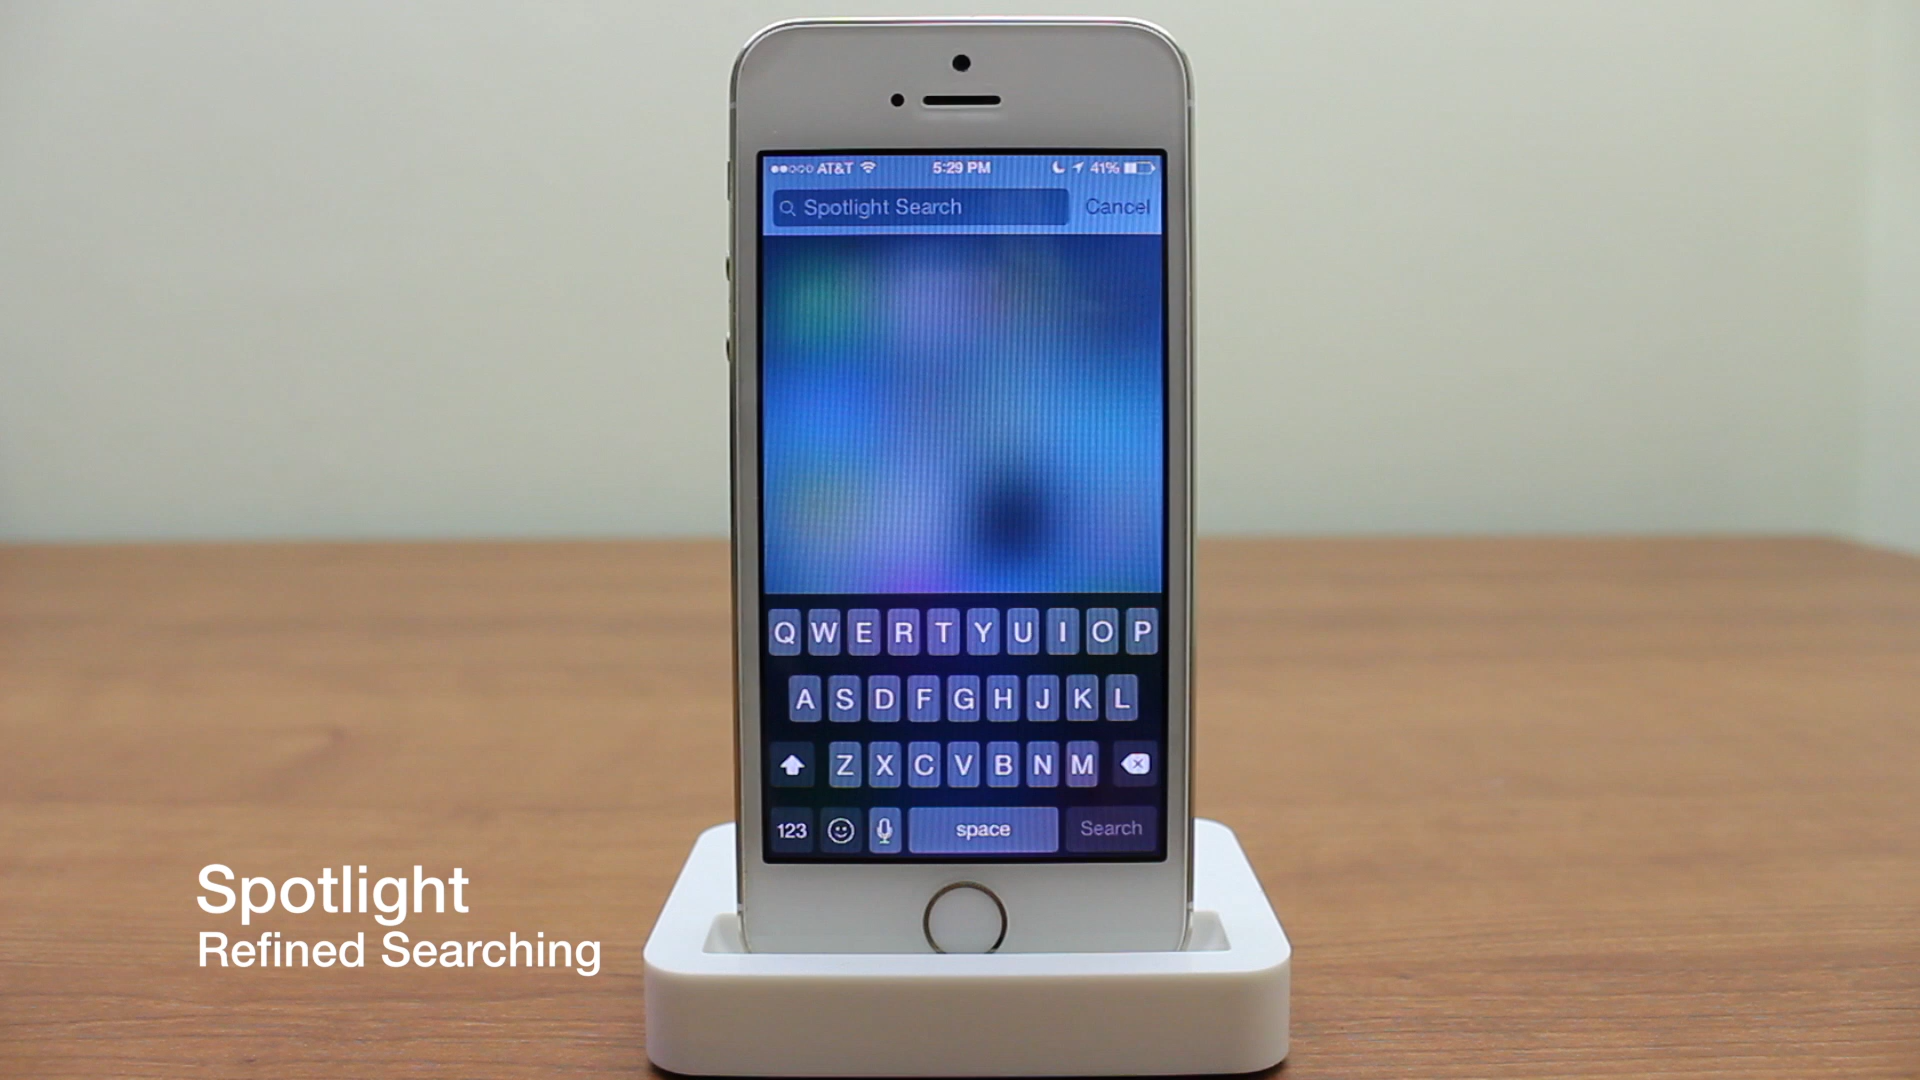 AT&T 5:29 PM 41%
Spotlight Search Cancel
Q W E R T Y U I O P
A S D F G H J K L
Z X C V B N M
123 space Search
Spotlight
Refined Searching